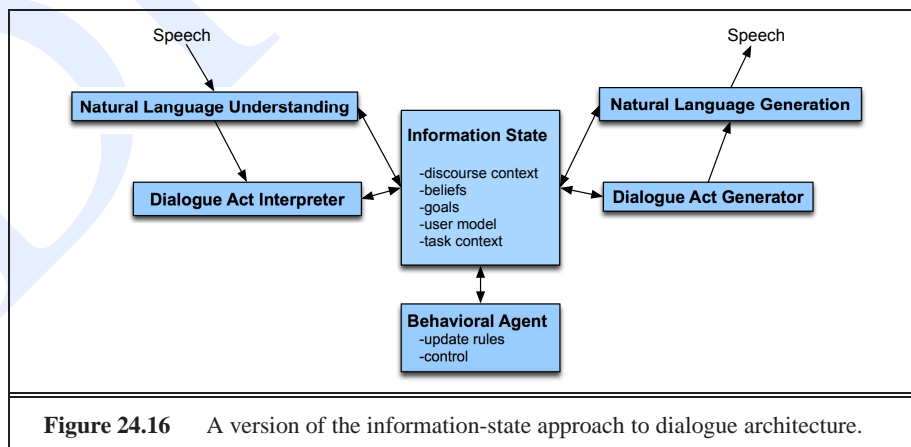 Speech
Natural Language Understanding
Dialogue Act Interpreter
Information State
-discourse context
-beliefs
-goals
-user model
-task context
Behavioral Agent
-update rules
-control
Speech
Natural Language Generation
Dialogue Act Generator
Figure 24.16 A version of the information-state approach to dialogue architecture.